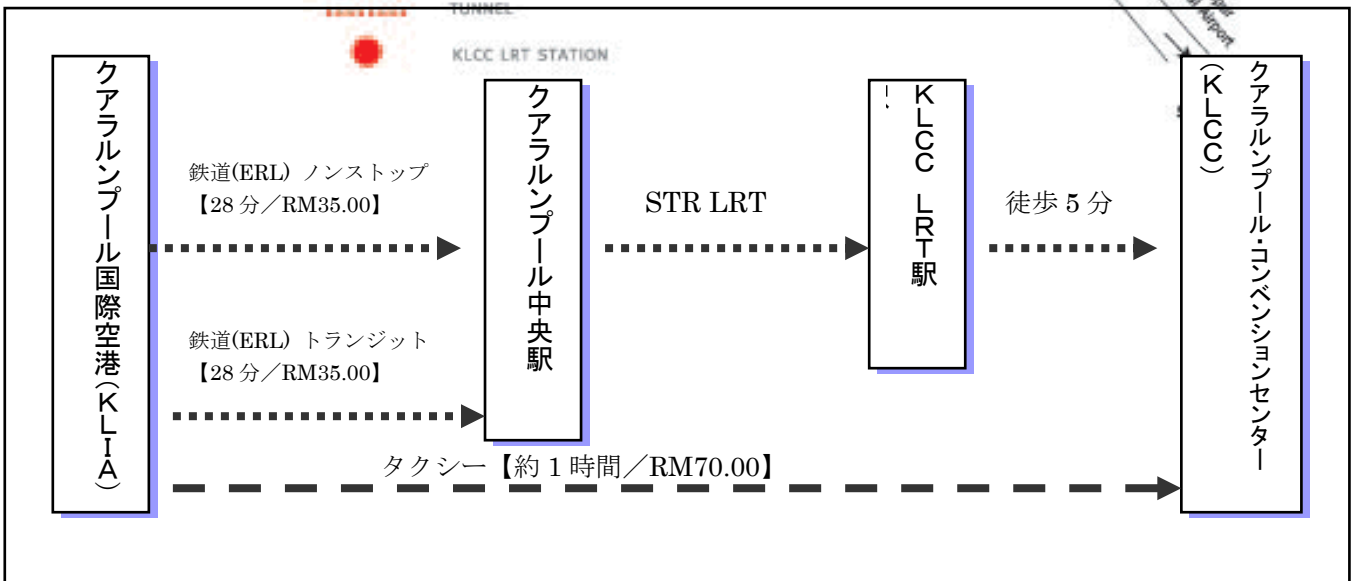 TUNNEL
KLCC LRT STATION
Airport
クアラルンプール国際空港(KLIA)
鉄道(ERL) ノンストップ
【28分／RM35.00】
鉄道(ERL) トランジット
【28分／RM35.00】
クアラルンプール中央駅
STR LRT
KLCC LRT駅
徒歩5分
クアラルンプール・コンベンションセンター
(KLCC)
タクシー【約1時間／RM70.00】